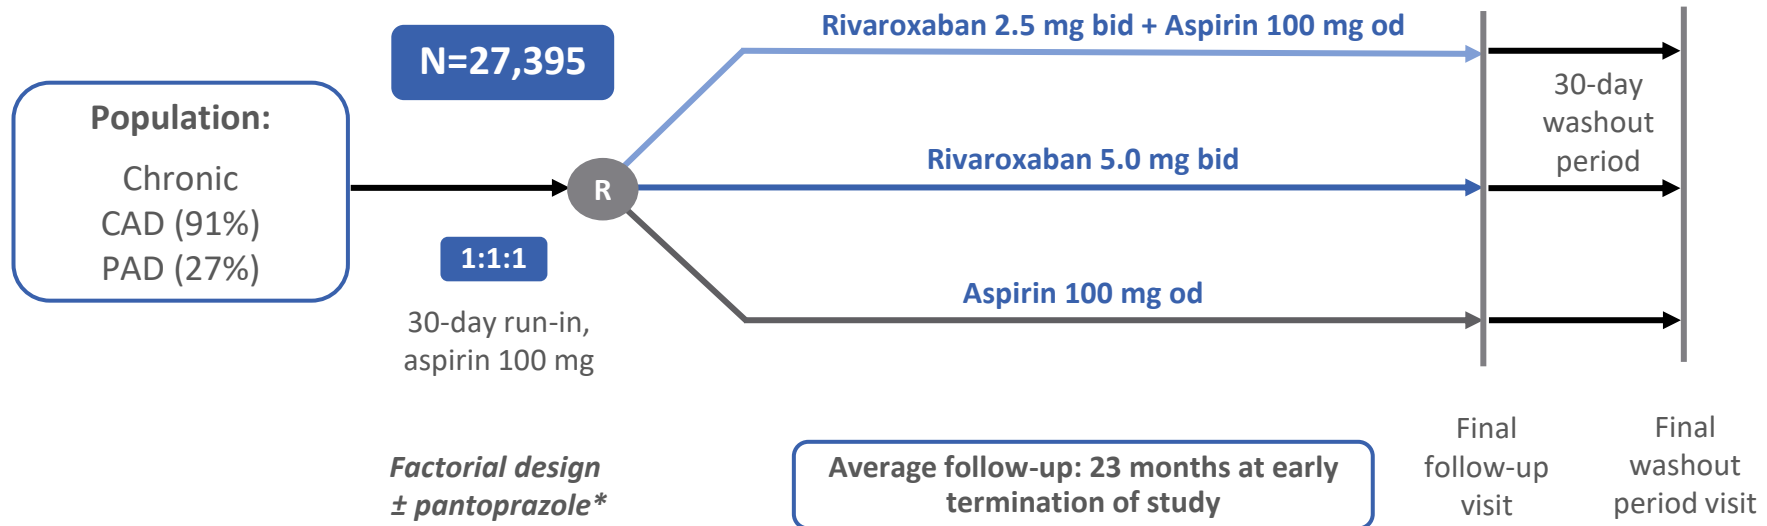 Population:
Chronic
CAD (91%)
PAD (27%)
N=27,395
1:1:1
30-day run-in,
aspirin 100 mg
Factorial design
± pantoprazole*
R
Rivaroxaban 2.5 mg bid + Aspirin 100 mg od
Rivaroxaban 5.0 mg bid
Aspirin 100 mg od
Average follow-up: 23 months at early
termination of study
30-day
washout
period
Final
follow-up
visit
Final
washout
period visit